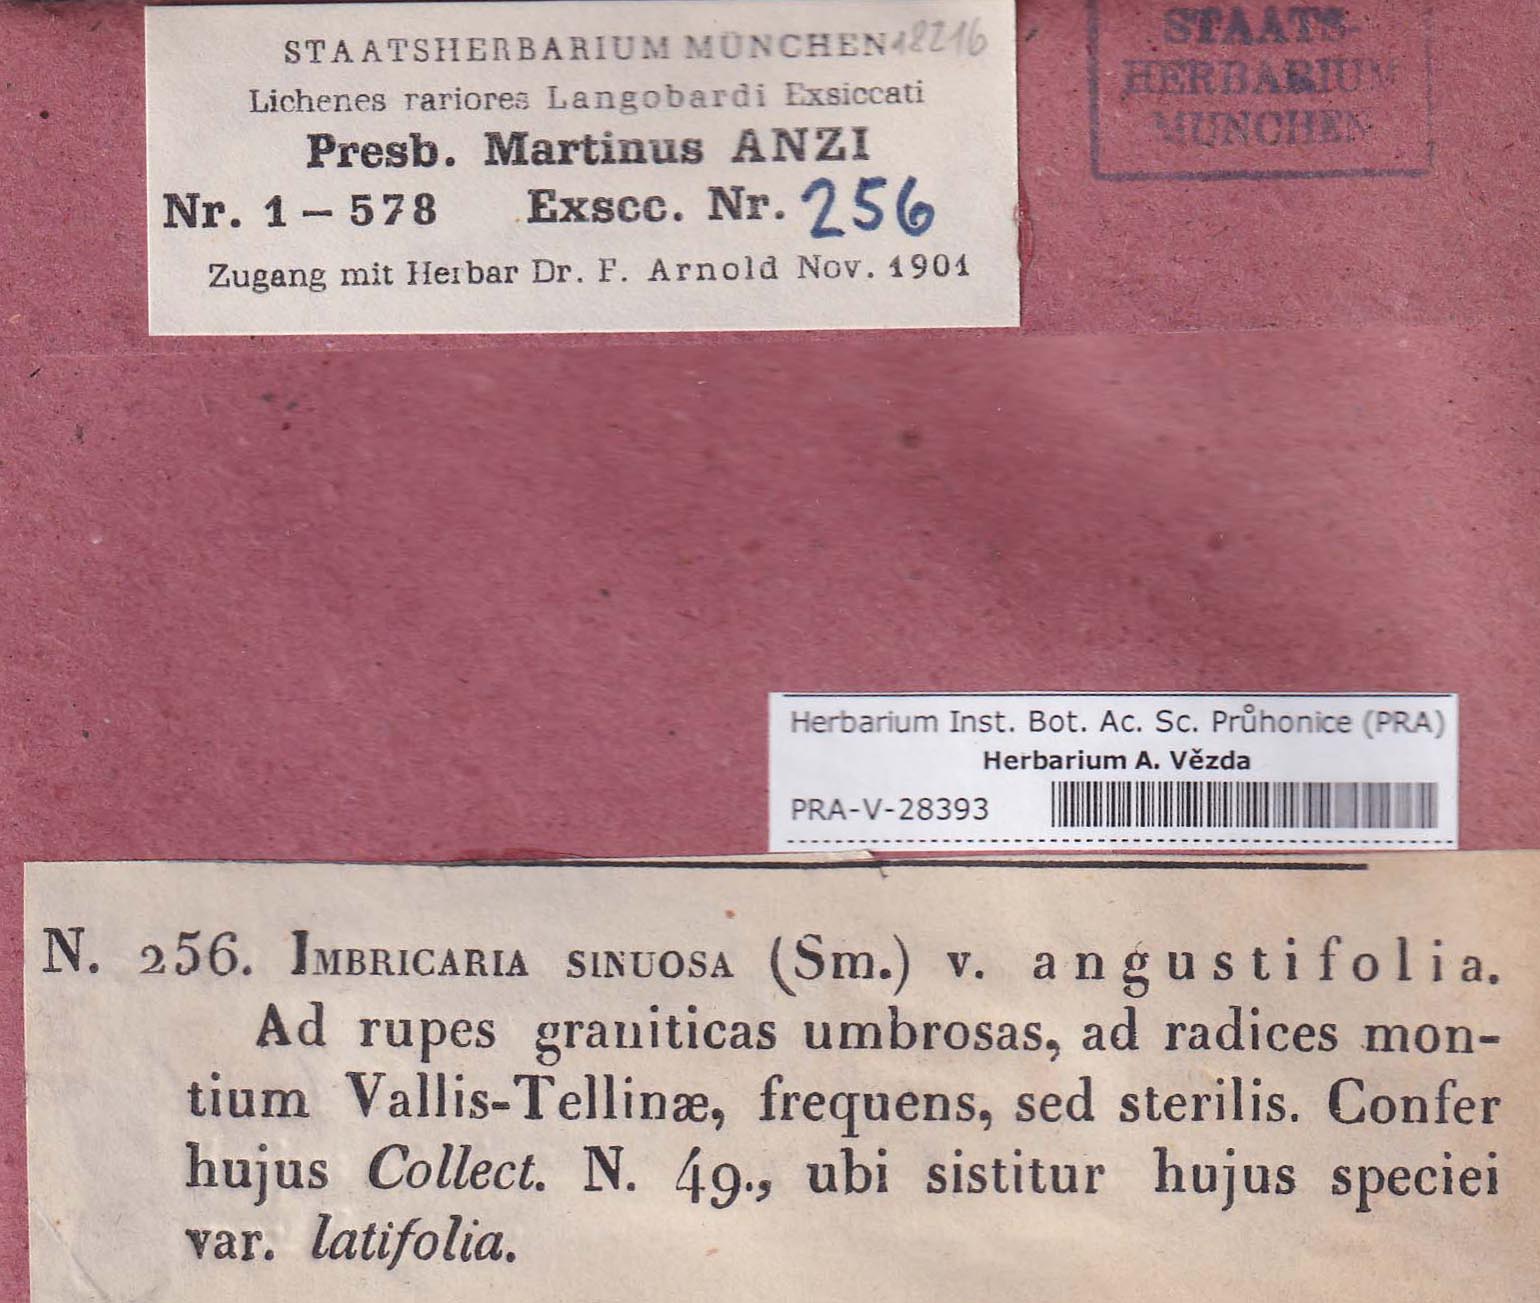 STAATSHERBARIUM MÜNCHEN 18216
Lichenes rariores Langobardi Exsiccati
Presb. Martinus ANZI
Nr. 1 – 578 Exscc. Nr. 256
Zugang mit Herbar Dr. F. Arnold Nov. 1901
STAATS-
HERBARIUM
MÜNCHEN
Herbarium Inst. Bot. Ac. Sc. Průhonice (PRA)
Herbarium A. Vězda
PRA-V-28393
N. 256. IMBRICARIA SINUOSA (Sm.) v. angustifolia.
Ad rupes graniticas umbrosas, ad radices mon-
tium Vallis-Tellinæ, frequens, sed sterilis. Confer
hujus Collect. N. 49., ubi sistitur hujus speciei
var. latifolia.